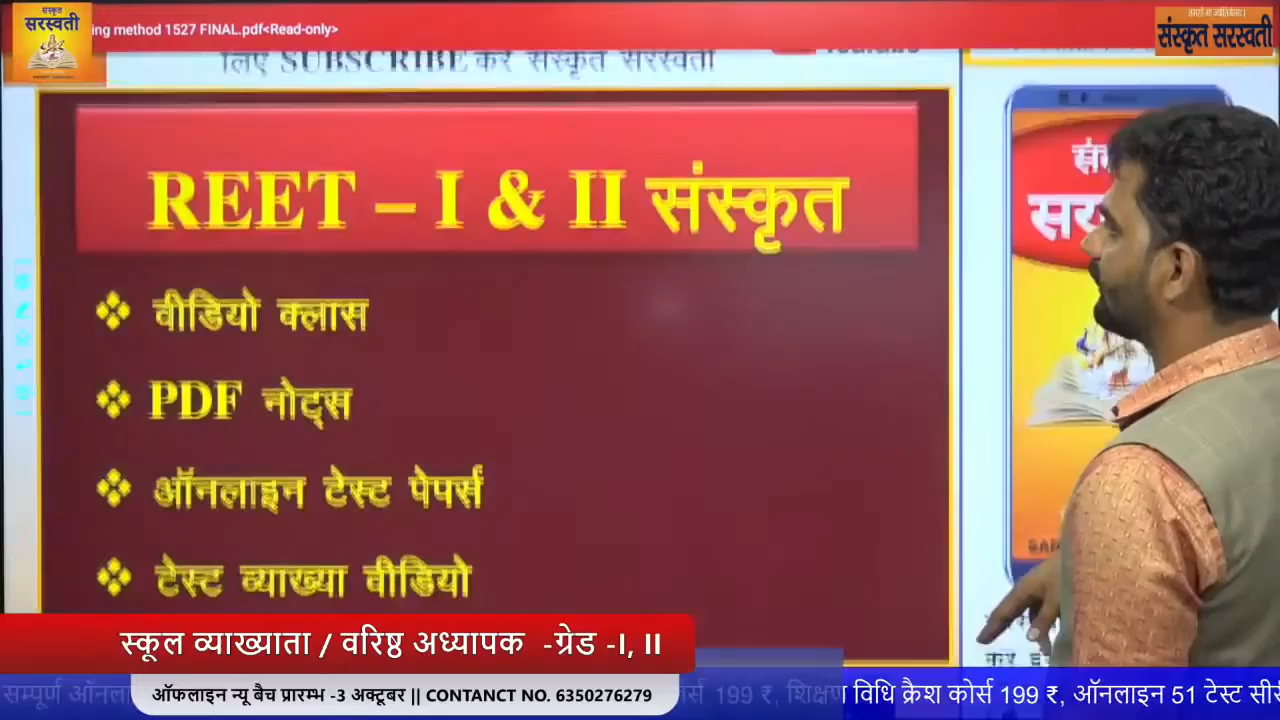 संस्कृत
सरस्वती
ing method 1527 FINAL.pdf<Read-only>
संस्कृत सरस्वती
लिए SUBSCRIBE करें संस्कृत सरस्वती
REET – I & II संस्कृत
वीडियो क्लास
PDF नोट्स
ऑनलाइन टेस्ट पेपर्स
टेस्ट व्याख्या वीडियो
स्कूल व्याख्याता / वरिष्ठ अध्यापक -ग्रेड -I, II
ऑफलाइन न्यू बैच प्रारम्भ -3 अक्टूबर || CONTANCT NO. 6350276279
सम्पूर्ण 199 ₹, शिक्षण विधि क्रैश कोर्स 199 ₹, ऑनलाइन 51 टेस्ट